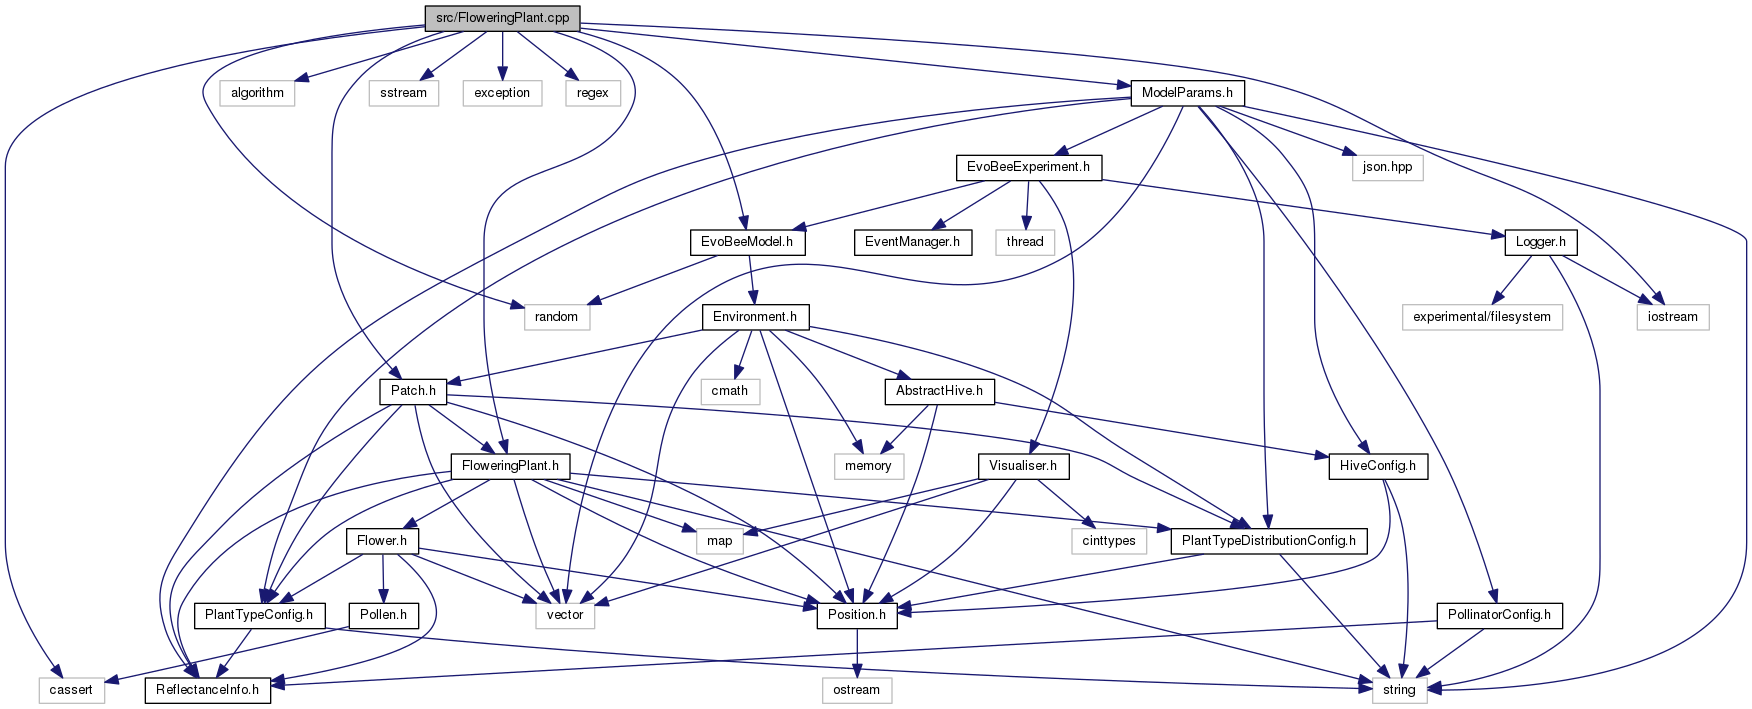 src/FloweringPlant.cpp
algorithm
sstream
exception
regex
ModelParams.h
EvoBeeExperiment.h
json.hpp
EvoBeeModel.h
EventManager.h
thread
Logger.h
random
Environment.h
experimental/filesystem
iostream
Patch.h
cmath
AbstractHive.h
FloweringPlant.h
memory
Visualiser.h
HiveConfig.h
Flower.h
map
cinttypes
PlantTypeDistributionConfig.h
PlantTypeConfig.h
Pollen.h
vector
Position.h
PollinatorConfig.h
cassert
ReflectanceInfo.h
ostream
string